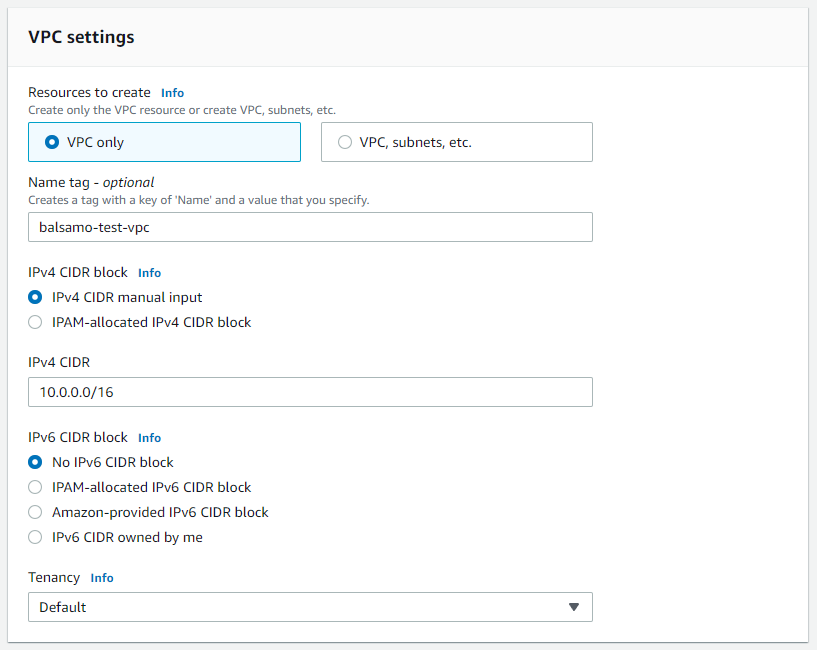 VPC settings
Resources to create Info
Create only the VPC resource or create VPC, subnets, etc.
VPC only
VPC, subnets, etc.
Name tag - optional
Creates a tag with a key of 'Name' and a value that you specify.
balsamo-test-vpc
IPv4 CIDR block Info
IPv4 CIDR manual input
IPAM-allocated IPv4 CIDR block
IPv4 CIDR
10.0.0.0/16
IPv6 CIDR block Info
No IPv6 CIDR block
IPAM-allocated IPv6 CIDR block
Amazon-provided IPv6 CIDR block
IPv6 CIDR owned by me
Tenancy Info
Default